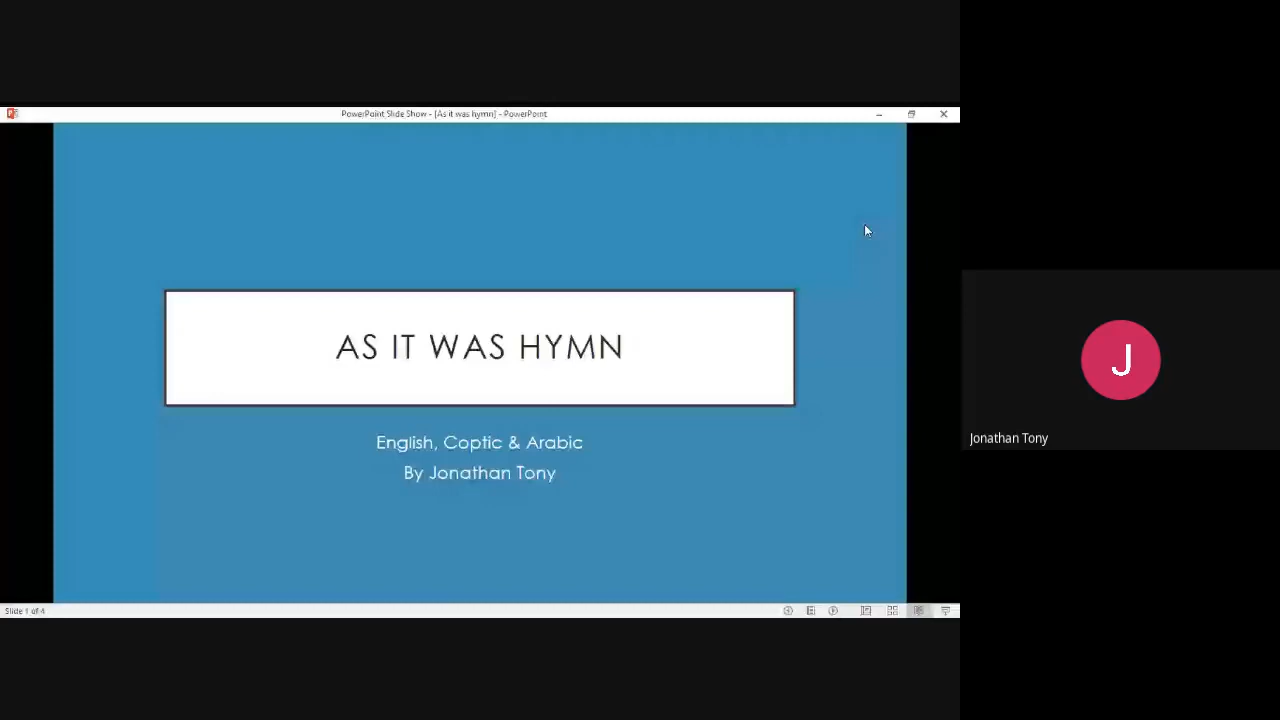 PowerPoint Slide Show - [As it was hymn] - PowerPoint
AS IT WAS HYMN
English, Coptic & Arabic
By Jonathan Tony
Slide 1 of 4
J
Jonathan Tony